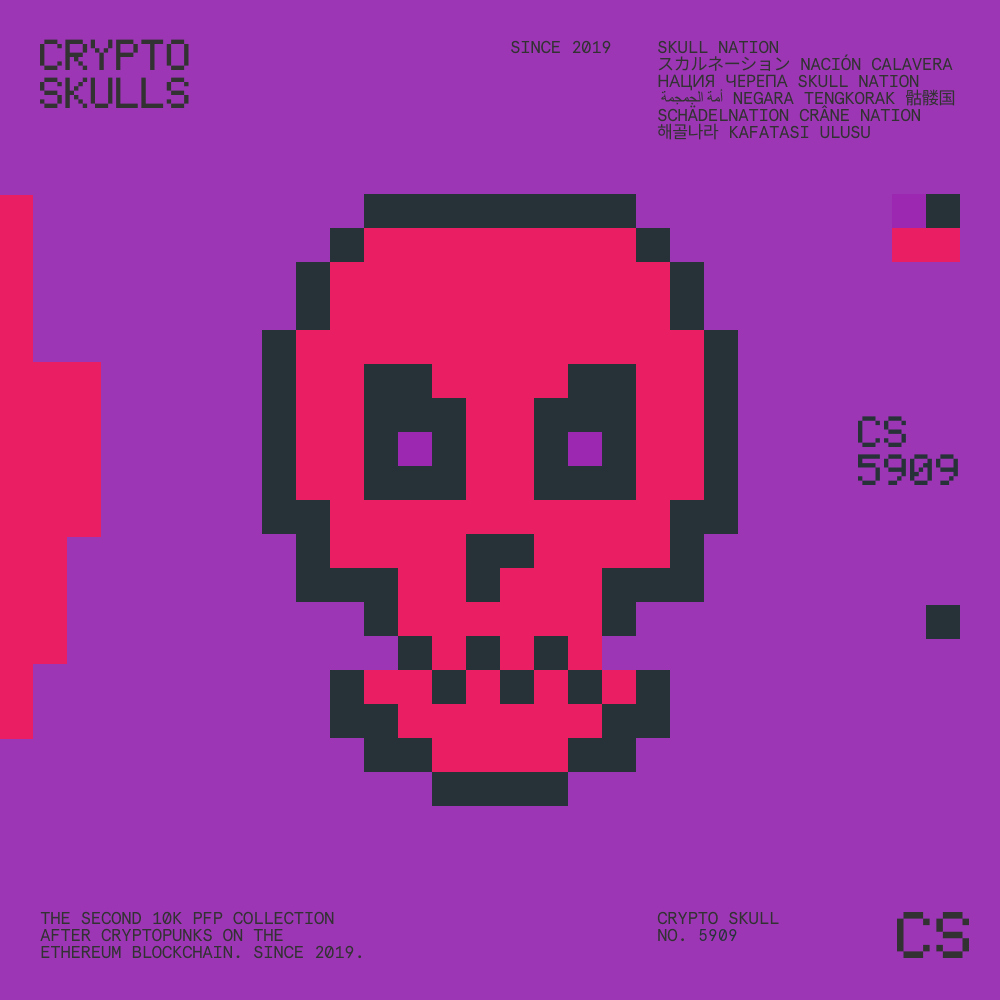 CRYPTO
SKULLS
SINCE 2019
SKULL NATION
スカルネーション NACIÓN CALAVERA
НАЦИЯ ЧЕРЕПА SKULL NATION
أمة الجمجمة NEGARA TENGKORAK 骷髅国
SCHÄDELNATION CRÂNE NATION
해골나라 KAFATASI ULUSU
CS
5909
THE SECOND 10K PFP COLLECTION
AFTER CRYPTOPUNKS ON THE
ETHEREUM BLOCKCHAIN. SINCE 2019.
CRYPTO SKULL
NO. 5909
CS